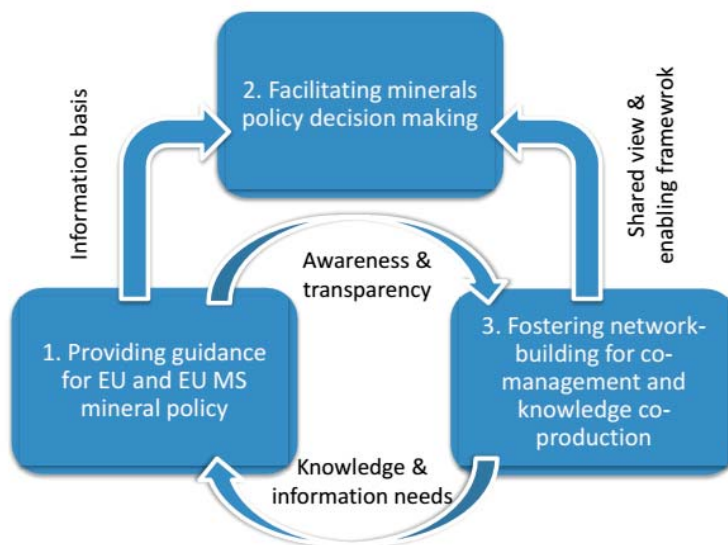 2. Facilitating minerals
policy decision making
Information basis
Shared view &
enabling framewrok
Awareness &
transparency
1. Providing guidance
for EU and EU MS
mineral policy
3. Fostering network-
building for co-
management and
knowledge co-
production
Knowledge &
information needs